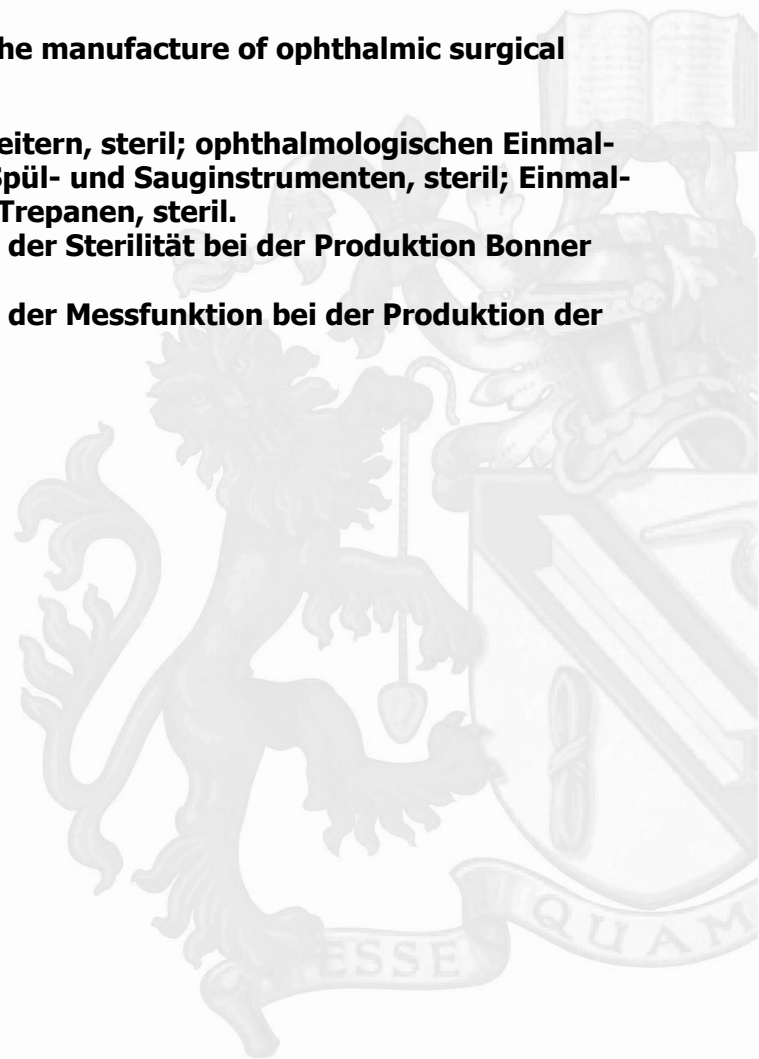 he manufacture of ophthalmic surgical
eitern, steril; ophthalmologischen Einmal-
Spül- und Sauginstrumenten, steril; Einmal-
Trepanen, steril.
der Sterilität bei der Produktion Bonner
der Messfunktion bei der Produktion der
ESSE
QUAM